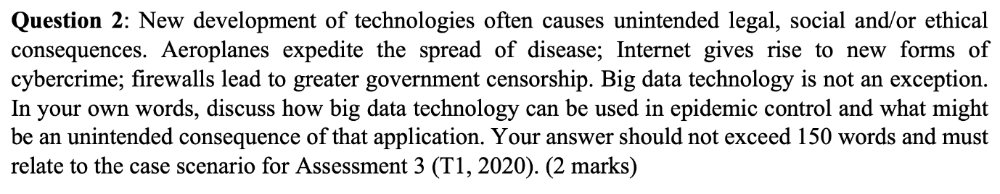 Question 2: New development of technologies often causes unintended legal, social and/or ethical
consequences. Aeroplanes expedite the spread of disease; Internet gives rise to new forms of
cybercrime; firewalls lead to greater government censorship. Big data technology is not an exception.
In your own words, discuss how big data technology can be used in epidemic control and what might
be an unintended consequence of that application. Your answer should not exceed 150 words and must
relate to the case scenario for Assessment 3 (T1, 2020). (2 marks)